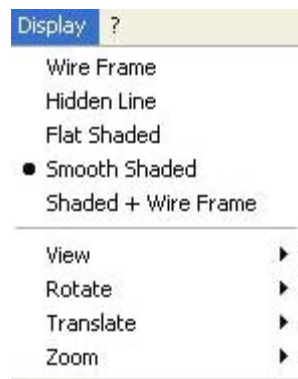 Display ?
Wire Frame
Hidden Line
Flat Shaded
Smooth Shaded
Shaded + Wire Frame
View
Rotate
Translate
Zoom